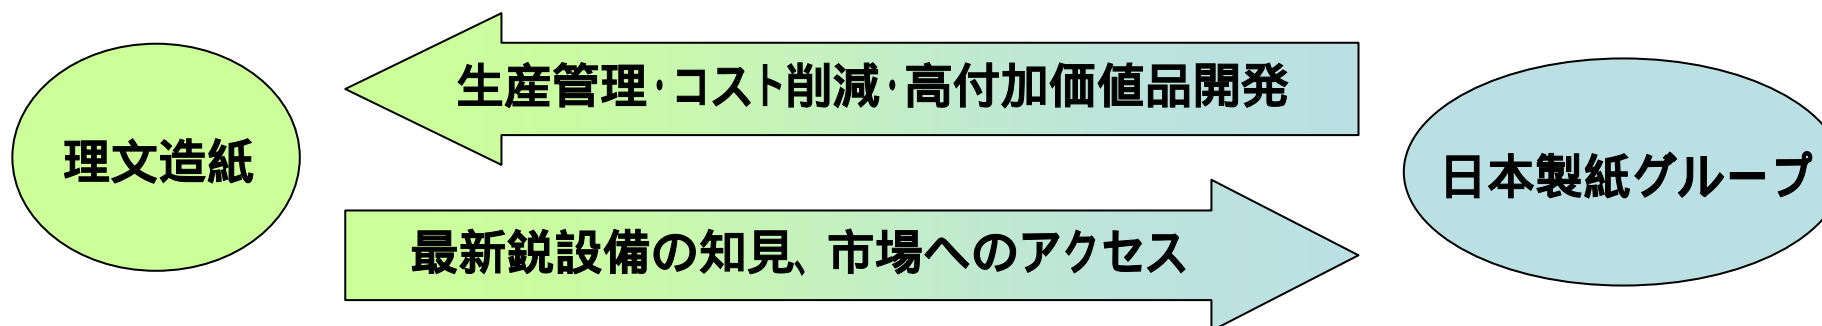 生産管理・コスト削減・高付加価値品開発
理文造紙
日本製紙グループ
最新鋭設備の知見、市場へのアクセス